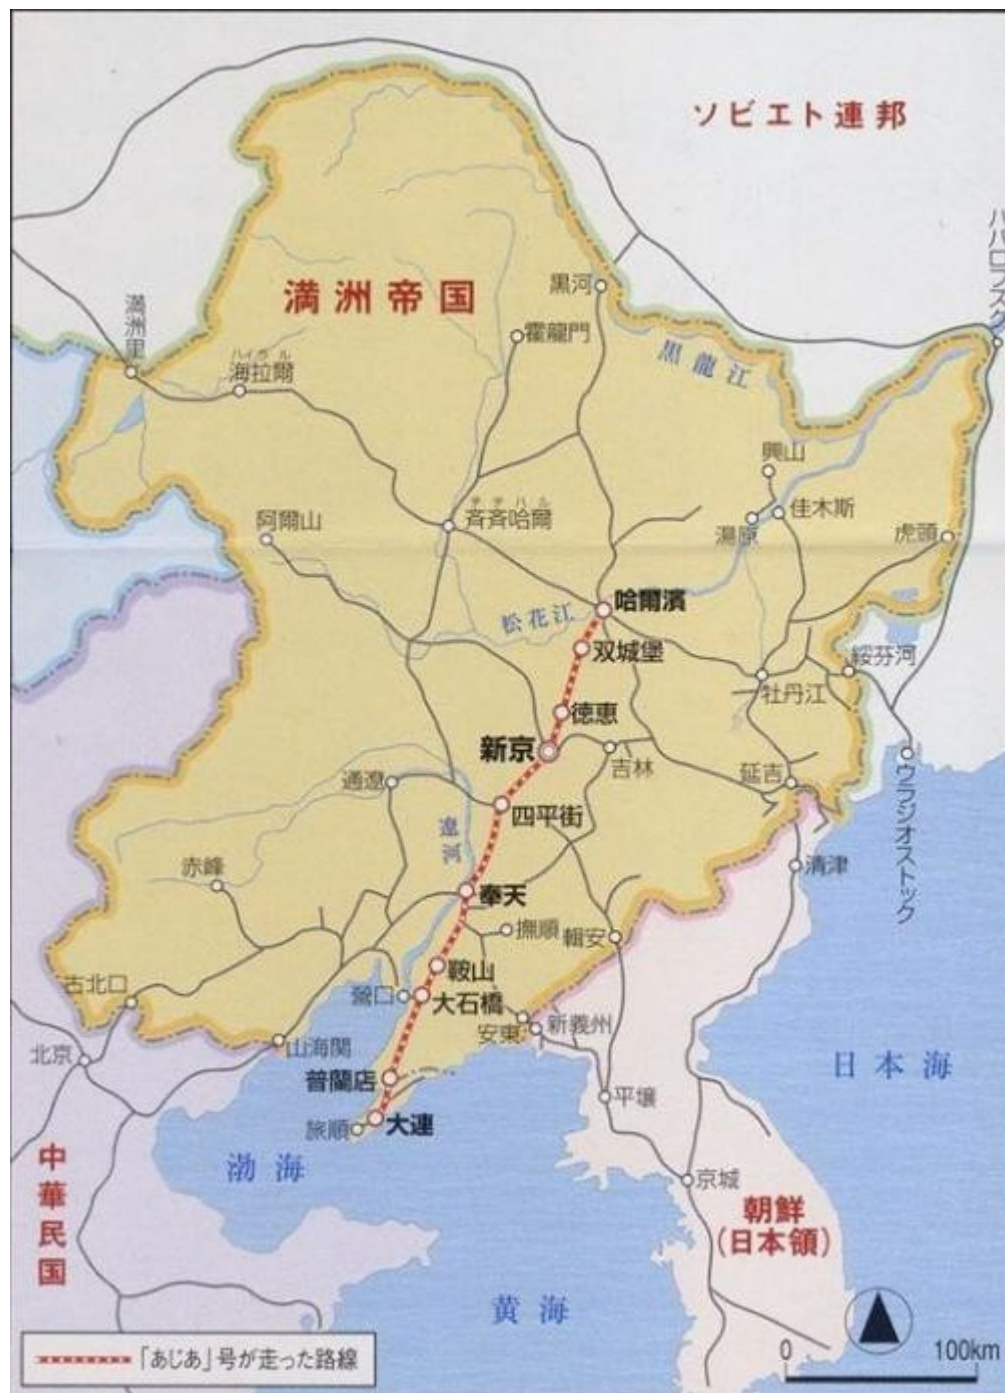 ソビエト連邦
ハバロフスク
満洲帝国
黒河
霍龍門
黒龍江
満洲里
ハイラル
海拉爾
興山
阿爾山
チチハル
斉斉哈爾
佳木斯
湯原
虎頭
哈爾濱
松花江
双城堡
綏芬河
牡丹江
徳恵
新京
吉林
延吉
ウラジオストック
通遼
四平街
遼河
赤峰
清津
奉天
撫順
輯安
鞍山
古北口
營口
大石橋
安東
新義州
北京
山海関
日本海
普蘭店
平壌
旅順
大連
渤海
京城
中華民国
朝鮮
(日本領)
黄海
「あじあ」号が走った路線
0 100km